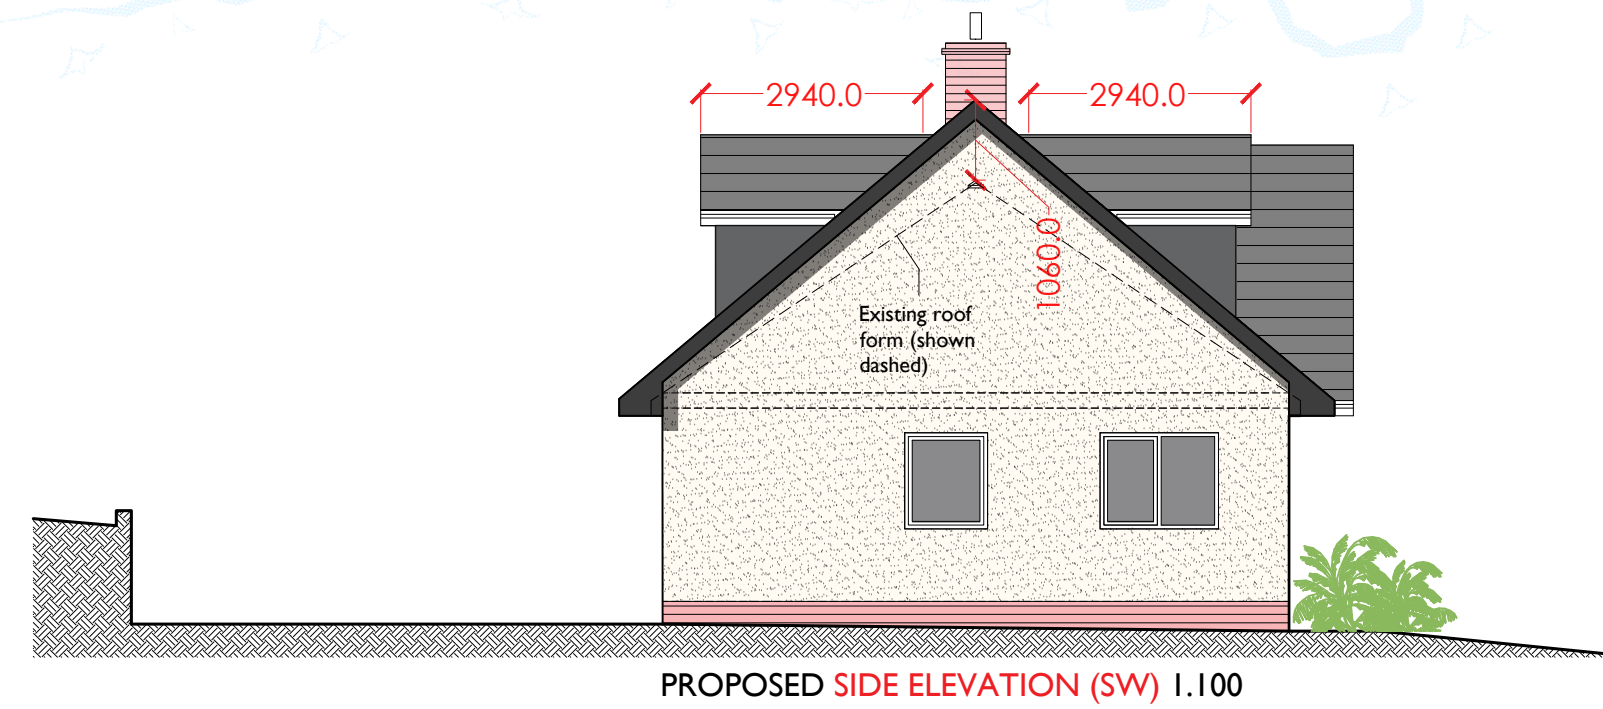 2940.0
2940.0
1060.0
Existing roof
form (shown
dashed)
PROPOSED SIDE ELEVATION (SW) 1.100